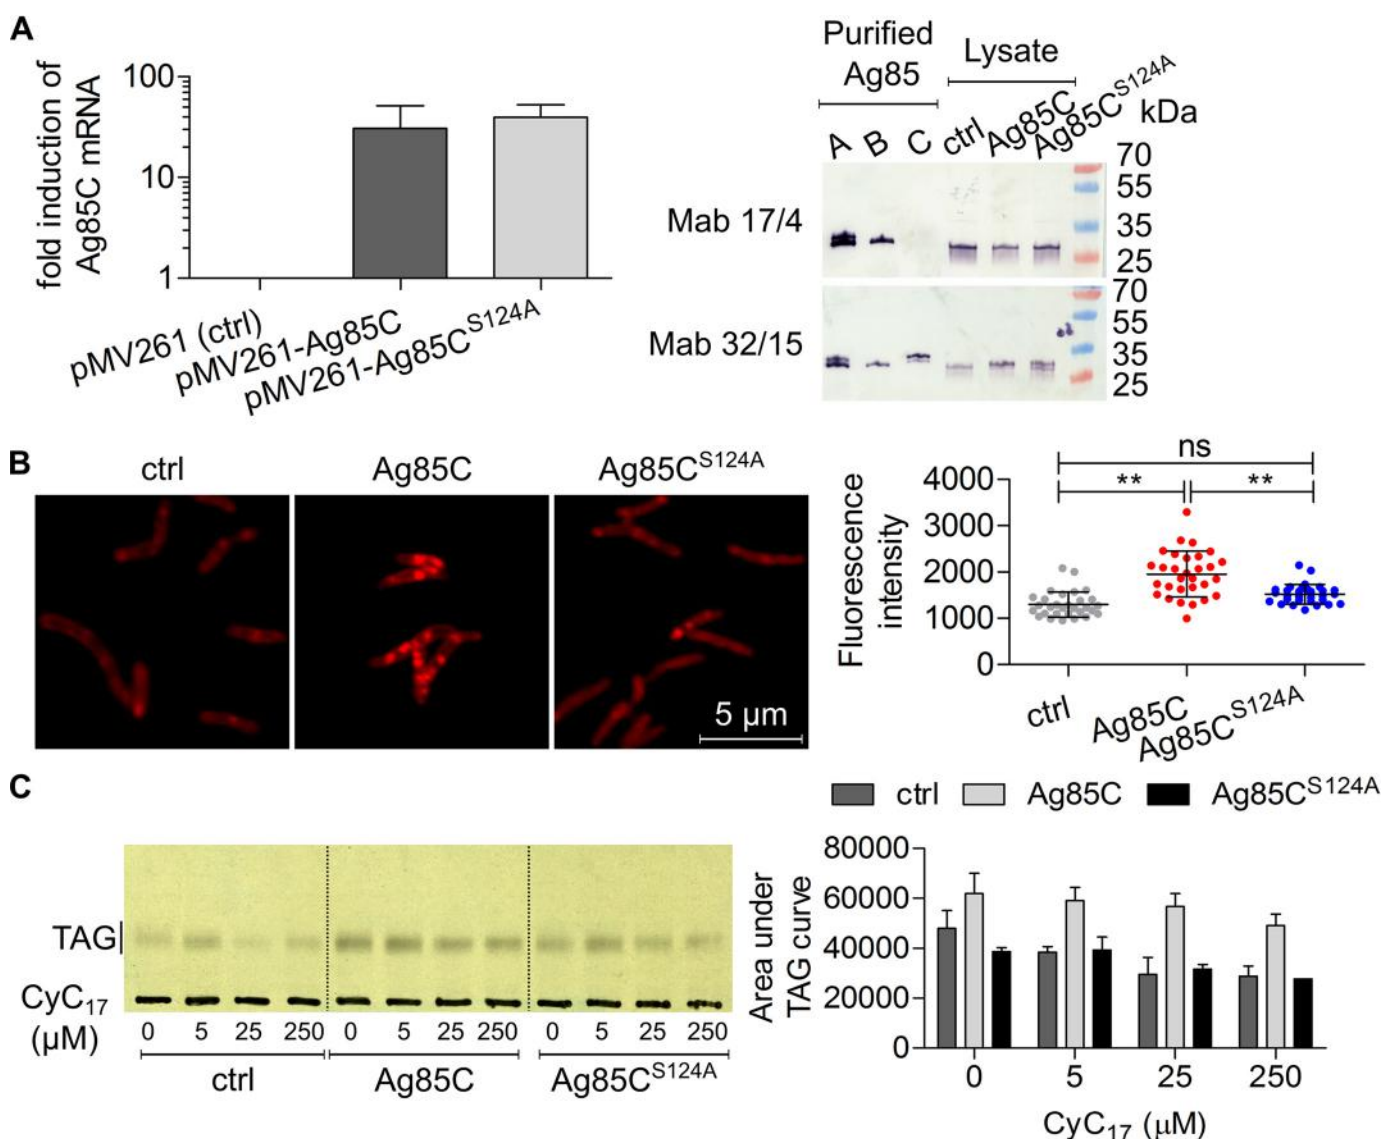 A
fold induction of
Ag85C mRNA
100
10
1
pMV261 (ctrl)
pMV261-Ag85C
pMV261-Ag85C^S124A
Purified
Ag85
Lysate
A B C ctrl Ag85C Ag85C^S124A kDa
Mab 17/4
70
55
35
25
Mab 32/15
70
55
35
25
B
ctrl Ag85C Ag85C^S124A
5 μm
ns
** **
Fluorescence
intensity
4000
3000
2000
1000
0
ctrl
Ag85C
Ag85C^S124A
C
TAG
CyC17
(μM)
0 5 25 250 0 5 25 250 0 5 25 250
ctrl Ag85C Ag85C^S124A
ctrl Ag85C Ag85C^S124A
Area under
TAG curve
80000
60000
40000
20000
0
0 5 25 250
CyC17 (μM)